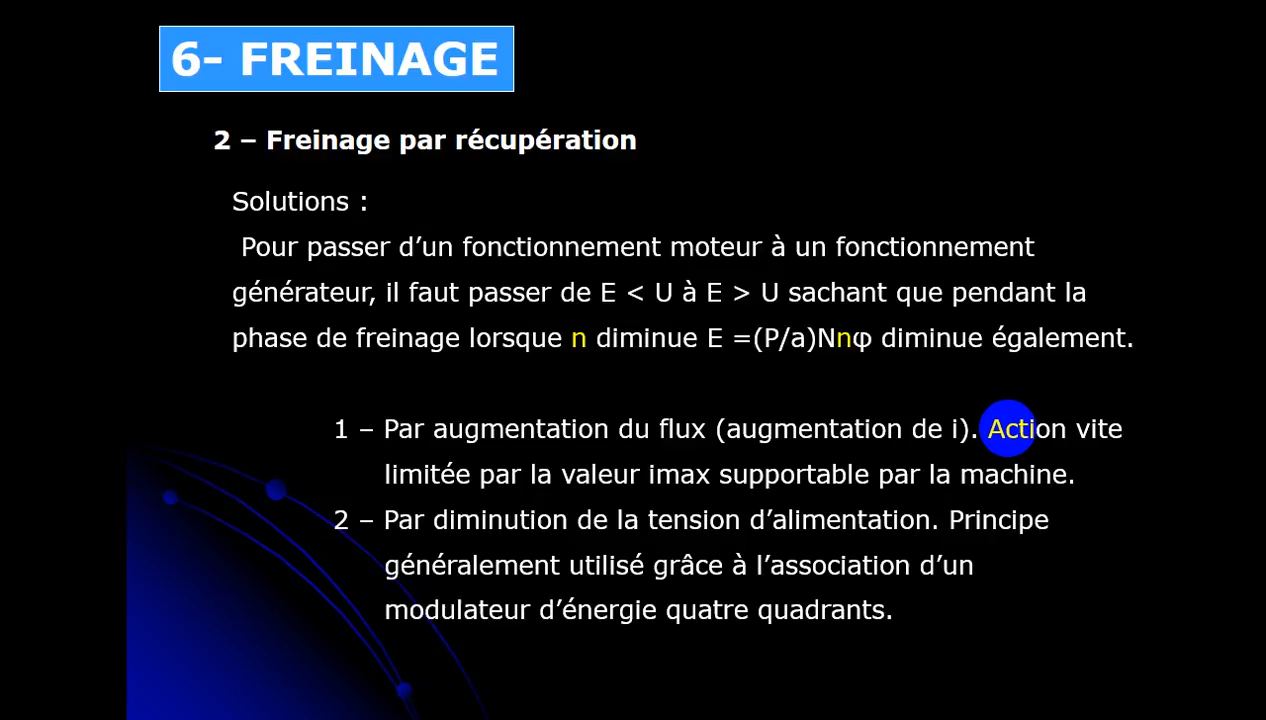 6- FREINAGE
2 – Freinage par récupération
Solutions :
Pour passer d’un fonctionnement moteur à un fonctionnement
générateur, il faut passer de E < U à E > U sachant que pendant la
phase de freinage lorsque n diminue E =(P/a)Nnφ diminue également.
1 – Par augmentation du flux (augmentation de i). Action vite
limitée par la valeur imax supportable par la machine.
2 – Par diminution de la tension d’alimentation. Principe
généralement utilisé grâce à l’association d’un
modulateur d’énergie quatre quadrants.